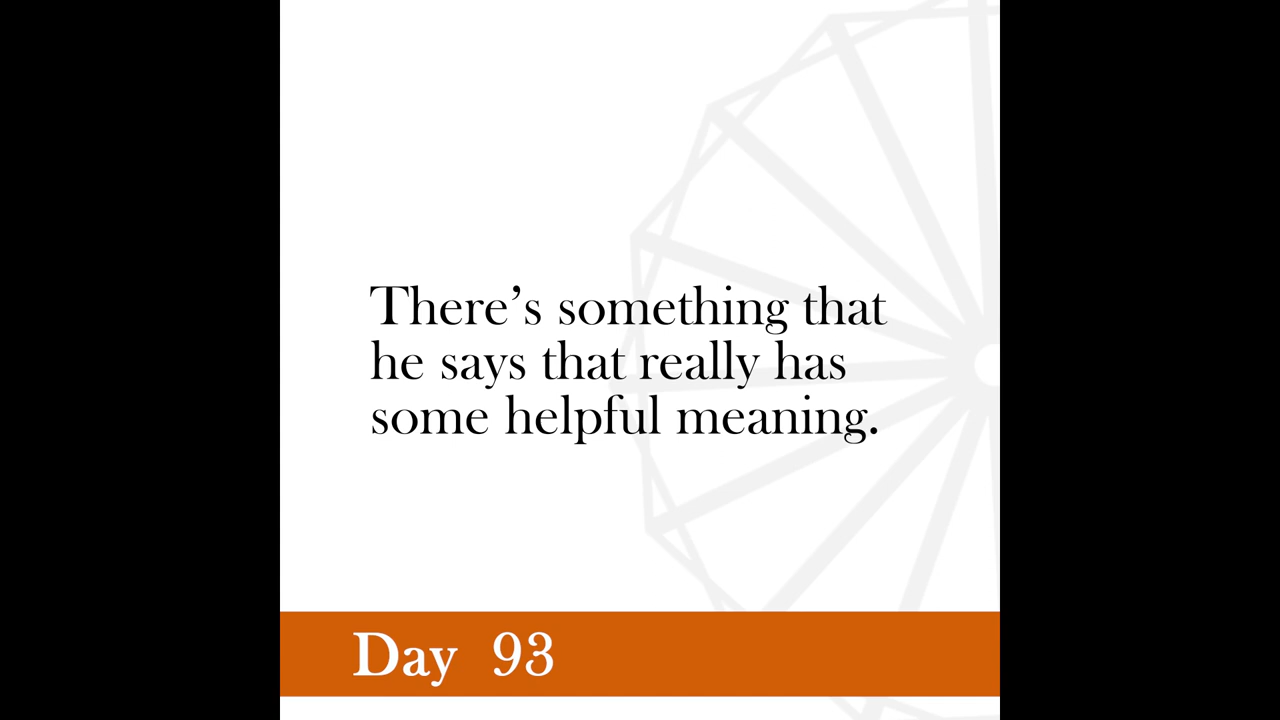 There’s something that
he says that really has
some helpful meaning.
Day 93